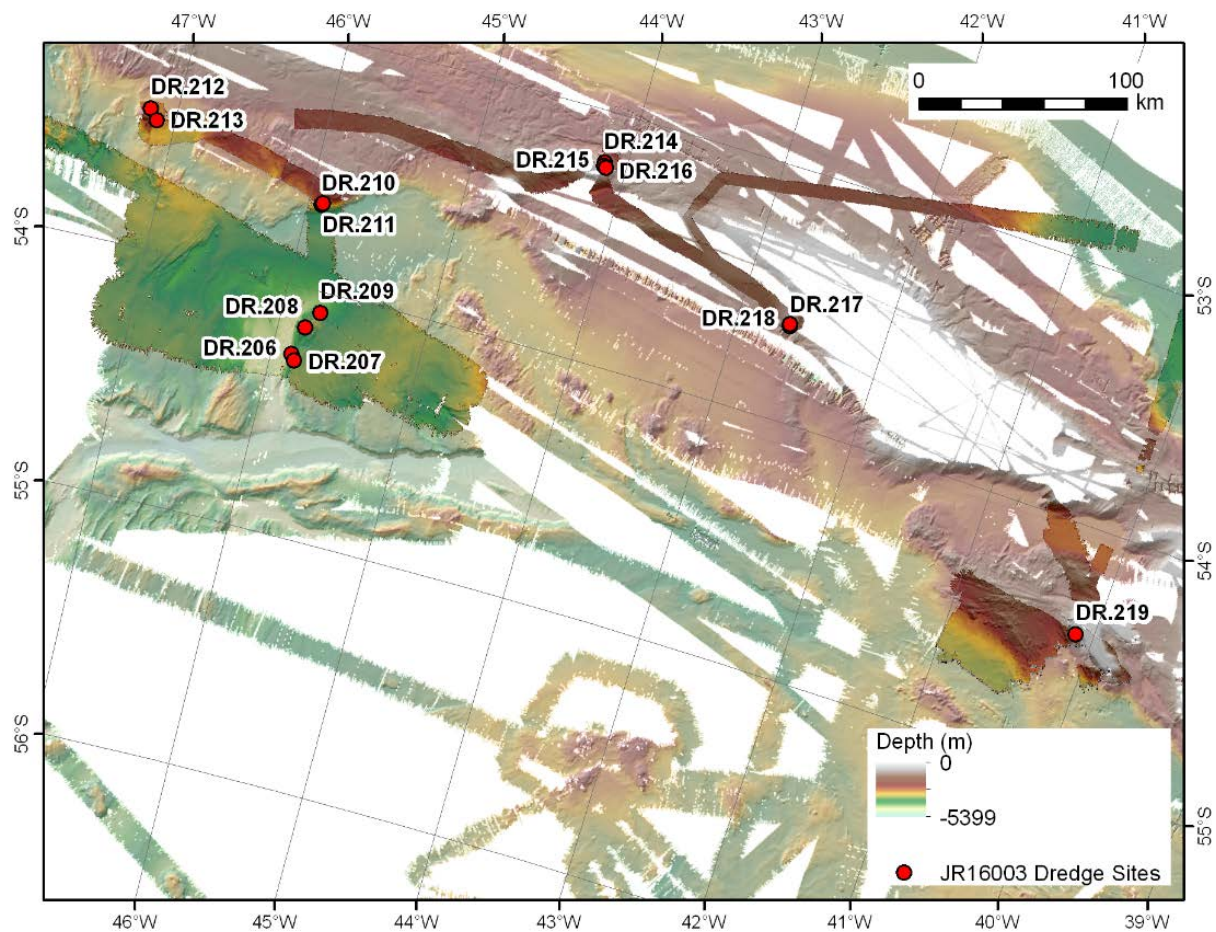 47°W 46°W 45°W 44°W 43°W 42°W 41°W
0 100
km
DR.212
DR.213
DR.214
DR.215 DR.216
DR.210
DR.211
54°S
53°S
DR.209
DR.208
DR.217
DR.218
DR.206
DR.207
55°S
54°S
DR.219
56°S
Depth (m)
0
-5399
55°S
JR16003 Dredge Sites
46°W 45°W 44°W 43°W 42°W 41°W 40°W 39°W